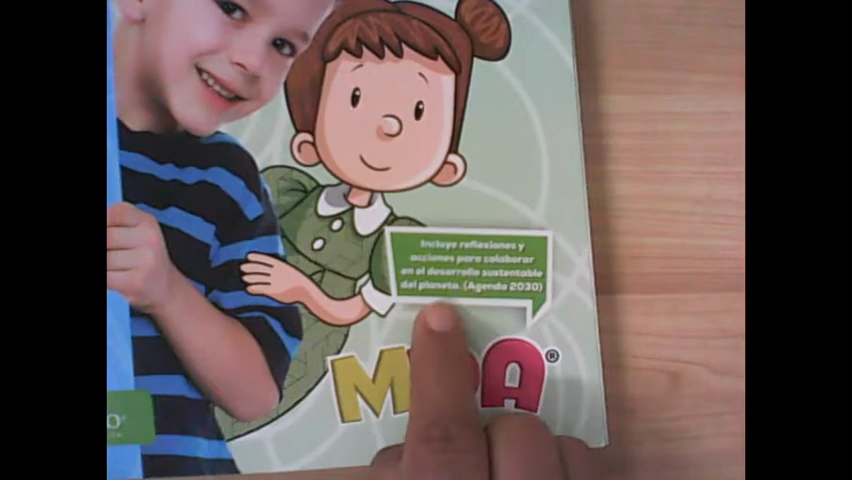 Incluye reflexiones y
acciones para colaborar
en el desarrollo sustentable
del planeta. (Agenda 2030)
®